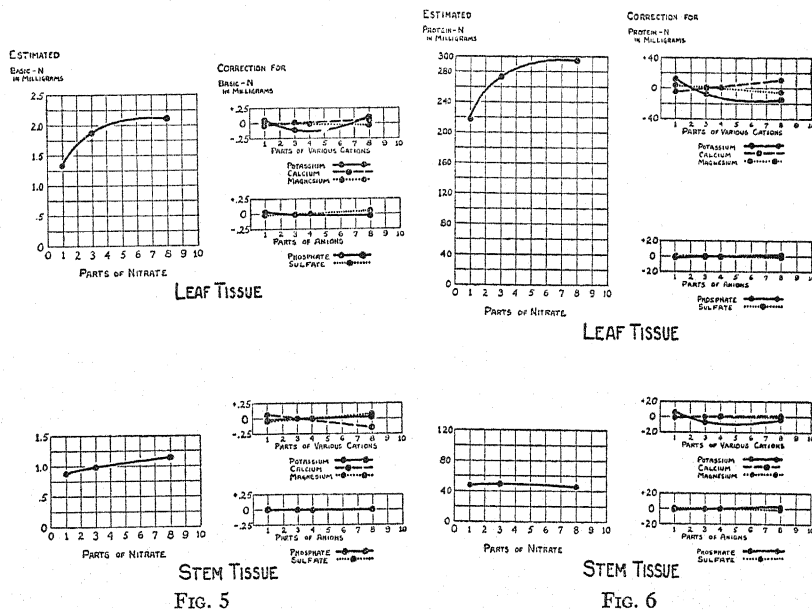 ESTIMATED
BASIC-N
IN MILLIGRAMS
2.5
2.0
1.5
1.0
.5
0
0 1 2 3 4 5 6 7 8 9 10
PARTS OF NITRATE
CORRECTION FOR
BASIC-N
IN MILLIGRAMS
+.25
0
-.25
1 2 3 4 5 6 7 8 9 10
PARTS OF VARIOUS CATIONS
POTASSIUM
CALCIUM
MAGNESIUM
+.25
0
-.25
1 2 3 4 5 6 7 8 9 10
PARTS OF ANIONS
PHOSPHATE
SULFATE
LEAF TISSUE
ESTIMATED
PROTEIN-N
IN MILLIGRAMS
300
280
240
200
160
120
80
40
0
0 1 2 3 4 5 6 7 8 9 10
PARTS OF NITRATE
CORRECTION FOR
PROTEIN-N
IN MILLIGRAMS
+40
0
-40
1 2 3 4 5 6 7 8 9 10
PARTS OF VARIOUS CATIONS
POTASSIUM
CALCIUM
MAGNESIUM
+20
0
-20
1 2 3 4 5 6 7 8 9 10
PARTS OF ANIONS
PHOSPHATE
SULFATE
LEAF TISSUE
1.5
1.0
.5
0
0 1 2 3 4 5 6 7 8 9 10
PARTS OF NITRATE
+.25
0
-.25
1 2 3 4 5 6 7 8 9 10
PARTS OF VARIOUS CATIONS
POTASSIUM
CALCIUM
MAGNESIUM
+.25
0
-.25
1 2 3 4 5 6 7 8 9 10
PARTS OF ANIONS
PHOSPHATE
SULFATE
STEM TISSUE
FIG. 5
120
80
40
0
0 1 2 3 4 5 6 7 8 9 10
PARTS OF NITRATE
+20
0
-20
1 2 3 4 5 6 7 8 9 10
PARTS OF VARIOUS CATIONS
POTASSIUM
CALCIUM
MAGNESIUM
+20
0
-20
1 2 3 4 5 6 7 8 9 10
PARTS OF ANIONS
PHOSPHATE
SULFATE
STEM TISSUE
FIG. 6